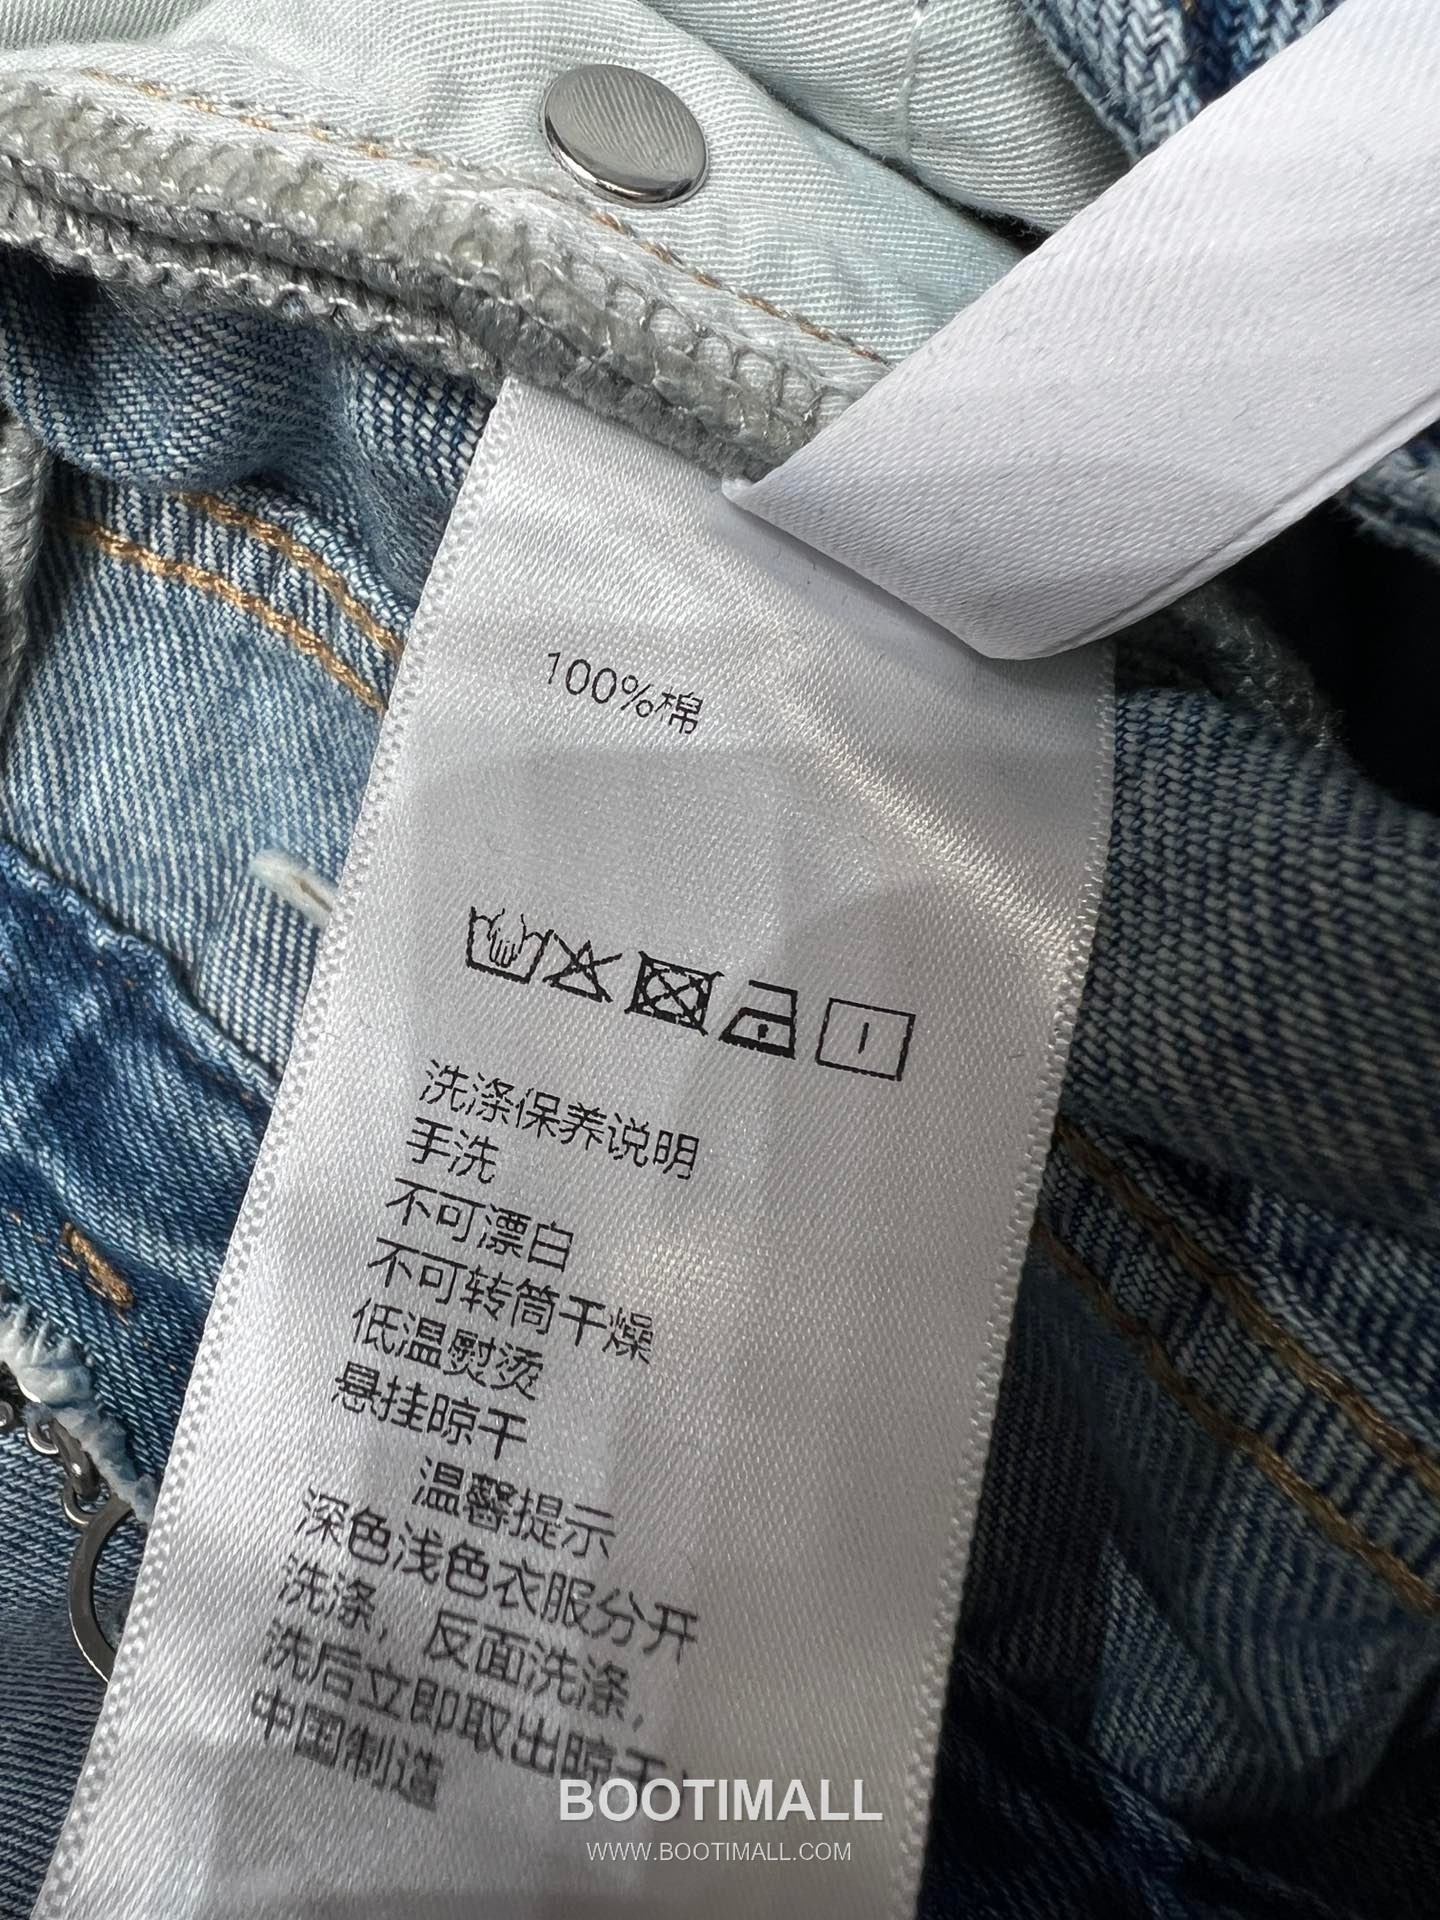 100%棉
洗涤保养说明
手洗
不可漂白
不可转筒干燥
低温熨烫
悬挂晾干
温馨提示
深色浅色衣服分开
洗涤，反面洗涤，
洗后立即取出晾干；
中国制造
BOOTIMALL
WWW.BOOTIMALL.COM